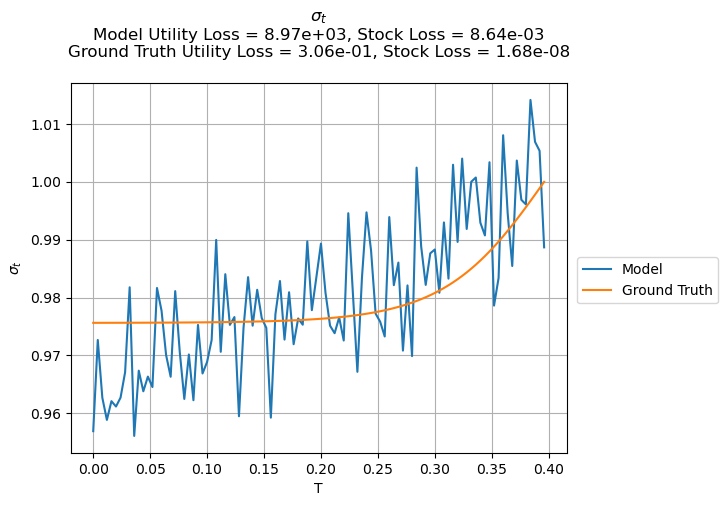 σₜ
Model Utility Loss = 8.97e+03, Stock Loss = 8.64e-03
Ground Truth Utility Loss = 3.06e-01, Stock Loss = 1.68e-08
1.01
1.00
0.99
0.98
0.97
0.96
σₜ
0.00 0.05 0.10 0.15 0.20 0.25 0.30 0.35 0.40
T
Model
Ground Truth